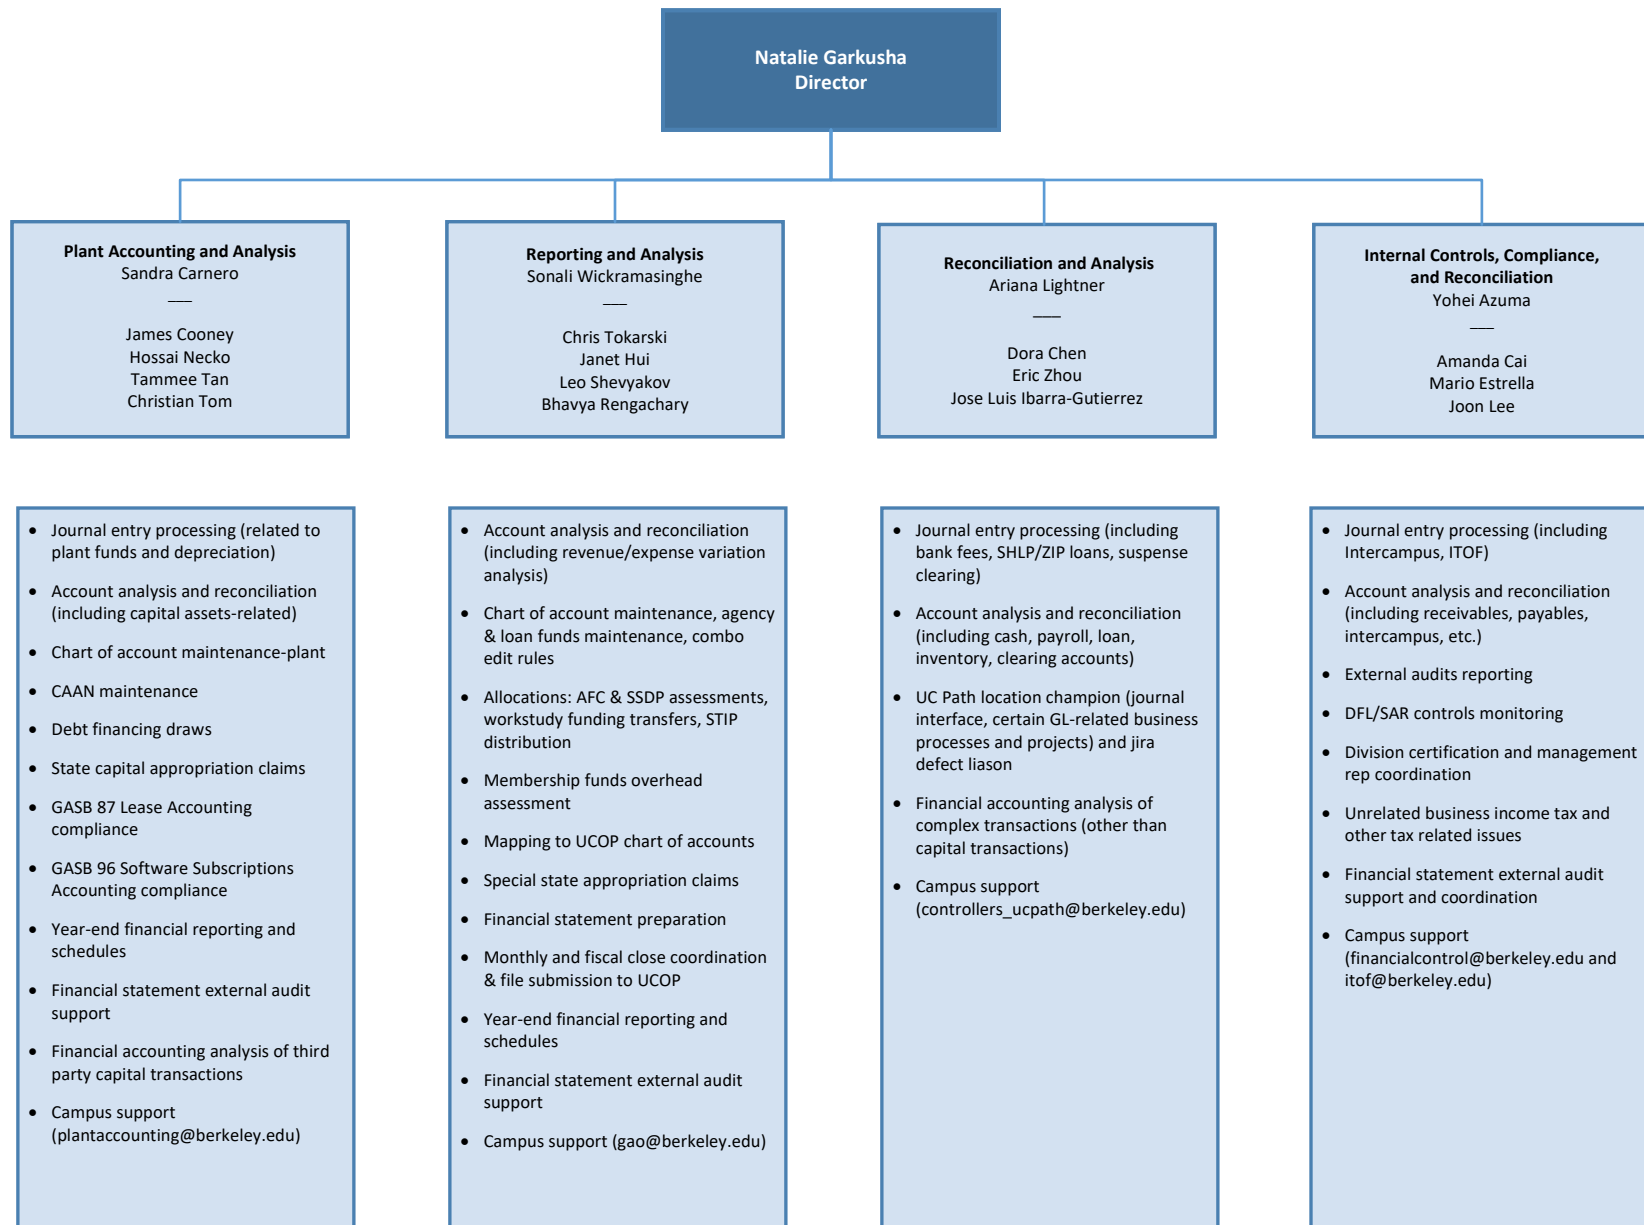 Natalie Garkusha
Director
Plant Accounting and Analysis
Sandra Carnero
___
James Cooney
Hossai Necko
Tammee Tan
Christian Tom
Reporting and Analysis
Sonali Wickramasinghe
___
Chris Tokarski
Janet Hui
Leo Shevyakov
Bhavya Rengachary
Reconciliation and Analysis
Ariana Lightner
___
Dora Chen
Eric Zhou
Jose Luis Ibarra-Gutierrez
Internal Controls, Compliance,
and Reconciliation
Yohei Azuma
___
Amanda Cai
Mario Estrella
Joon Lee
• Journal entry processing (related to
plant funds and depreciation)
• Account analysis and reconciliation
(including capital assets-related)
• Chart of account maintenance-plant
• CAAN maintenance
• Debt financing draws
• State capital appropriation claims
• GASB 87 Lease Accounting
compliance
• GASB 96 Software Subscriptions
Accounting compliance
• Year-end financial reporting and
schedules
• Financial statement external audit
support
• Financial accounting analysis of third
party capital transactions
• Campus support
(plantaccounting@berkeley.edu)
• Account analysis and reconciliation
(including revenue/expense variation
analysis)
• Chart of account maintenance, agency
& loan funds maintenance, combo
edit rules
• Allocations: AFC & SSDP assessments,
workstudy funding transfers, STIP
distribution
• Membership funds overhead
assessment
• Mapping to UCOP chart of accounts
• Special state appropriation claims
• Financial statement preparation
• Monthly and fiscal close coordination
& file submission to UCOP
• Year-end financial reporting and
schedules
• Financial statement external audit
support
• Campus support (gao@berkeley.edu)
• Journal entry processing (including
bank fees, SHLP/ZIP loans, suspense
clearing)
• Account analysis and reconciliation
(including cash, payroll, loan,
inventory, clearing accounts)
• UC Path location champion (journal
interface, certain GL-related business
processes and projects) and jira
defect liason
• Financial accounting analysis of
complex transactions (other than
capital transactions)
• Campus support
(controllers_ucpath@berkeley.edu)
• Journal entry processing (including
Intercampus, ITOF)
• Account analysis and reconciliation
(including receivables, payables,
intercampus, etc.)
• External audits reporting
• DFL/SAR controls monitoring
• Division certification and management
rep coordination
• Unrelated business income tax and
other tax related issues
• Financial statement external audit
support and coordination
• Campus support
(financialcontrol@berkeley.edu and
itof@berkeley.edu)